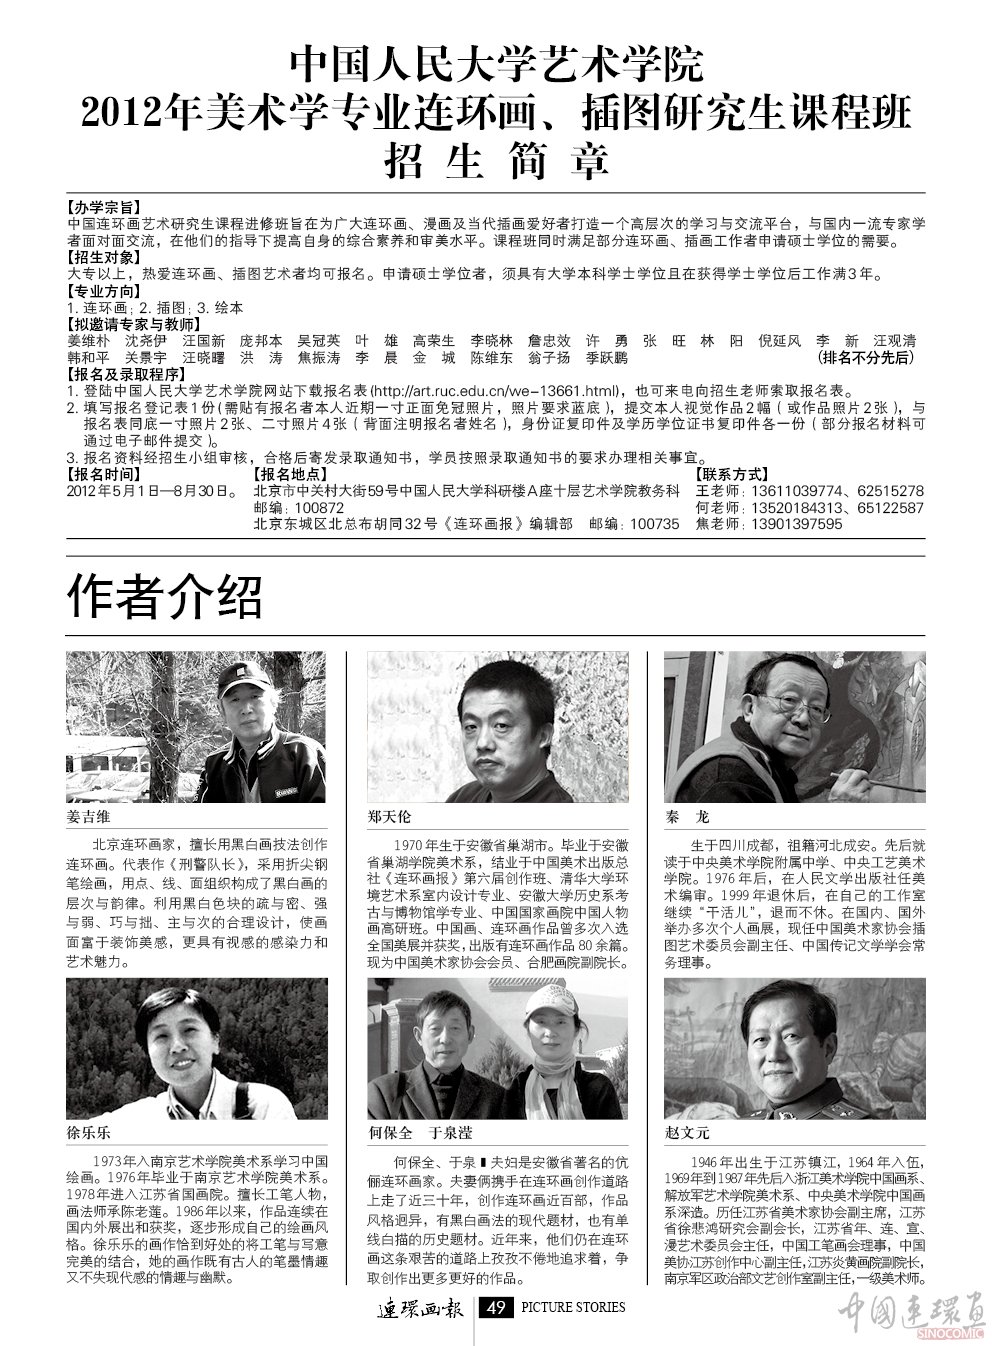 中国人民大学艺术学院
2012年美术学专业连环画、插图研究生课程班
招生简章
【办学宗旨】
中国连环画艺术研究生课程进修班旨在为广大连环画、漫画及当代插画爱好者打造一个高层次的学习与交流平台，与国内一流专家学
者面对面交流，在他们的指导下提高自身的综合素养和审美水平。课程班同时满足部分连环画、插画工作者申请硕士学位的需要。
【招生对象】
大专以上，热爱连环画、插图艺术者均可报名。申请硕士学位者，须具有大学本科学士学位且在获得学士学位后工作满3年。
【专业方向】
1. 连环画；2. 插图；3. 绘本
【拟邀请专家与教师】
姜维朴 沈尧伊 汪国新 庞邦本 吴冠英 叶 雄 高荣生 李晓林 詹忠效 许 勇 张 旺 林 阳 倪延风 李 新 汪观清
韩和平 关景宇 汪晓曙 洪 涛 焦振涛 李 晨 金 城 陈维东 翁子扬 季跃鹏 (排名不分先后)
【报名及录取程序】
1. 登陆中国人民大学艺术学院网站下载报名表(http://art.ruc.edu.cn/we-13661.html)，也可来电向招生老师索取报名表。
2. 填写报名登记表1份(需贴有报名者本人近期一寸正面免冠照片，照片要求蓝底)，提交本人视觉作品2幅(或作品照片2张)，与
报名表同底一寸照片2张、二寸照片4张(背面注明报名者姓名)，身份证复印件及学历学位证书复印件各一份(部分报名材料可
通过电子邮件提交)。
3. 报名资料经招生小组审核，合格后寄发录取通知书，学员按照录取通知书的要求办理相关事宜。
【报名时间】 【报名地点】 【联系方式】
2012年5月1日—8月30日。 北京市中关村大街59号中国人民大学科研楼A座十层艺术学院教务科 王老师：13611039774、62515278
邮编：100872 何老师：13520184313、65122587
北京东城区北总布胡同32号《连环画报》编辑部 邮编：100735 焦老师：13901397595
作者介绍
姜吉维
北京连环画家，擅长用黑白画技法创作
连环画。代表作《刑警队长》，采用折尖钢
笔绘画，用点、线、面组织构成了黑白画的
层次与韵律。利用黑白色块的疏与密、强
与弱、巧与拙、主与次的合理设计，使画
面富于装饰美感，更具有视感的感染力和
艺术魅力。
郑天伦
1970年生于安徽省巢湖市。毕业于安徽
省巢湖学院美术系，结业于中国美术出版总
社《连环画报》第六届创作班、清华大学环
境艺术系室内设计专业、安徽大学历史系考
古与博物馆学专业、中国国家画院中国人物
画高研班。中国画、连环画作品曾多次入选
全国美展并获奖，出版有连环画作品80余篇。
现为中国美术家协会会员、合肥画院副院长。
秦 龙
生于四川成都，祖籍河北成安。先后就
读于中央美术学院附属中学、中央工艺美术
学院。1976年后，在人民文学出版社任美
术编审。1999年退休后，在自己的工作室
继续“干活儿”，退而不休。在国内、国外
举办多次个人画展，现任中国美术家协会插
图艺术委员会副主任、中国传记文学学会常
务理事。
徐乐乐
1973年入南京艺术学院美术系学习中国
绘画。1976年毕业于南京艺术学院美术系。
1978年进入江苏省国画院。擅长工笔人物，
画法师承陈老莲。1986年以来，作品连续在
国内外展出和获奖，逐步形成自己的绘画风
格。徐乐乐的画作恰到好处的将工笔与写意
完美的结合，她的画作既有古人的笔墨情趣
又不失现代感的情趣与幽默。
何保全 于泉滢
何保全、于泉▮夫妇是安徽省著名的伉
俪连环画家。夫妻俩携手在连环画创作道路
上走了近三十年，创作连环画近百部，作品
风格迥异，有黑白画法的现代题材，也有单
线白描的历史题材。近年来，他们仍在连环
画这条艰苦的道路上孜孜不倦地追求着，争
取创作出更多更好的作品。
赵文元
1946年出生于江苏镇江，1964年入伍，
1969年到1987年先后入浙江美术学院中国画系、
解放军艺术学院美术系、中央美术学院中国画
系深造。历任江苏省美术家协会副主席，江苏
省徐悲鸿研究会副会长，江苏省年、连、宣、
漫艺术委员会主任，中国工笔画会理事，中国
美协江苏创作中心副主任，江苏炎黄画院副院长，
南京军区政治部文艺创作室副主任，一级美术师。
連環画报 49 PICTURE STORIES
中國連環畫
SINOCOMIC